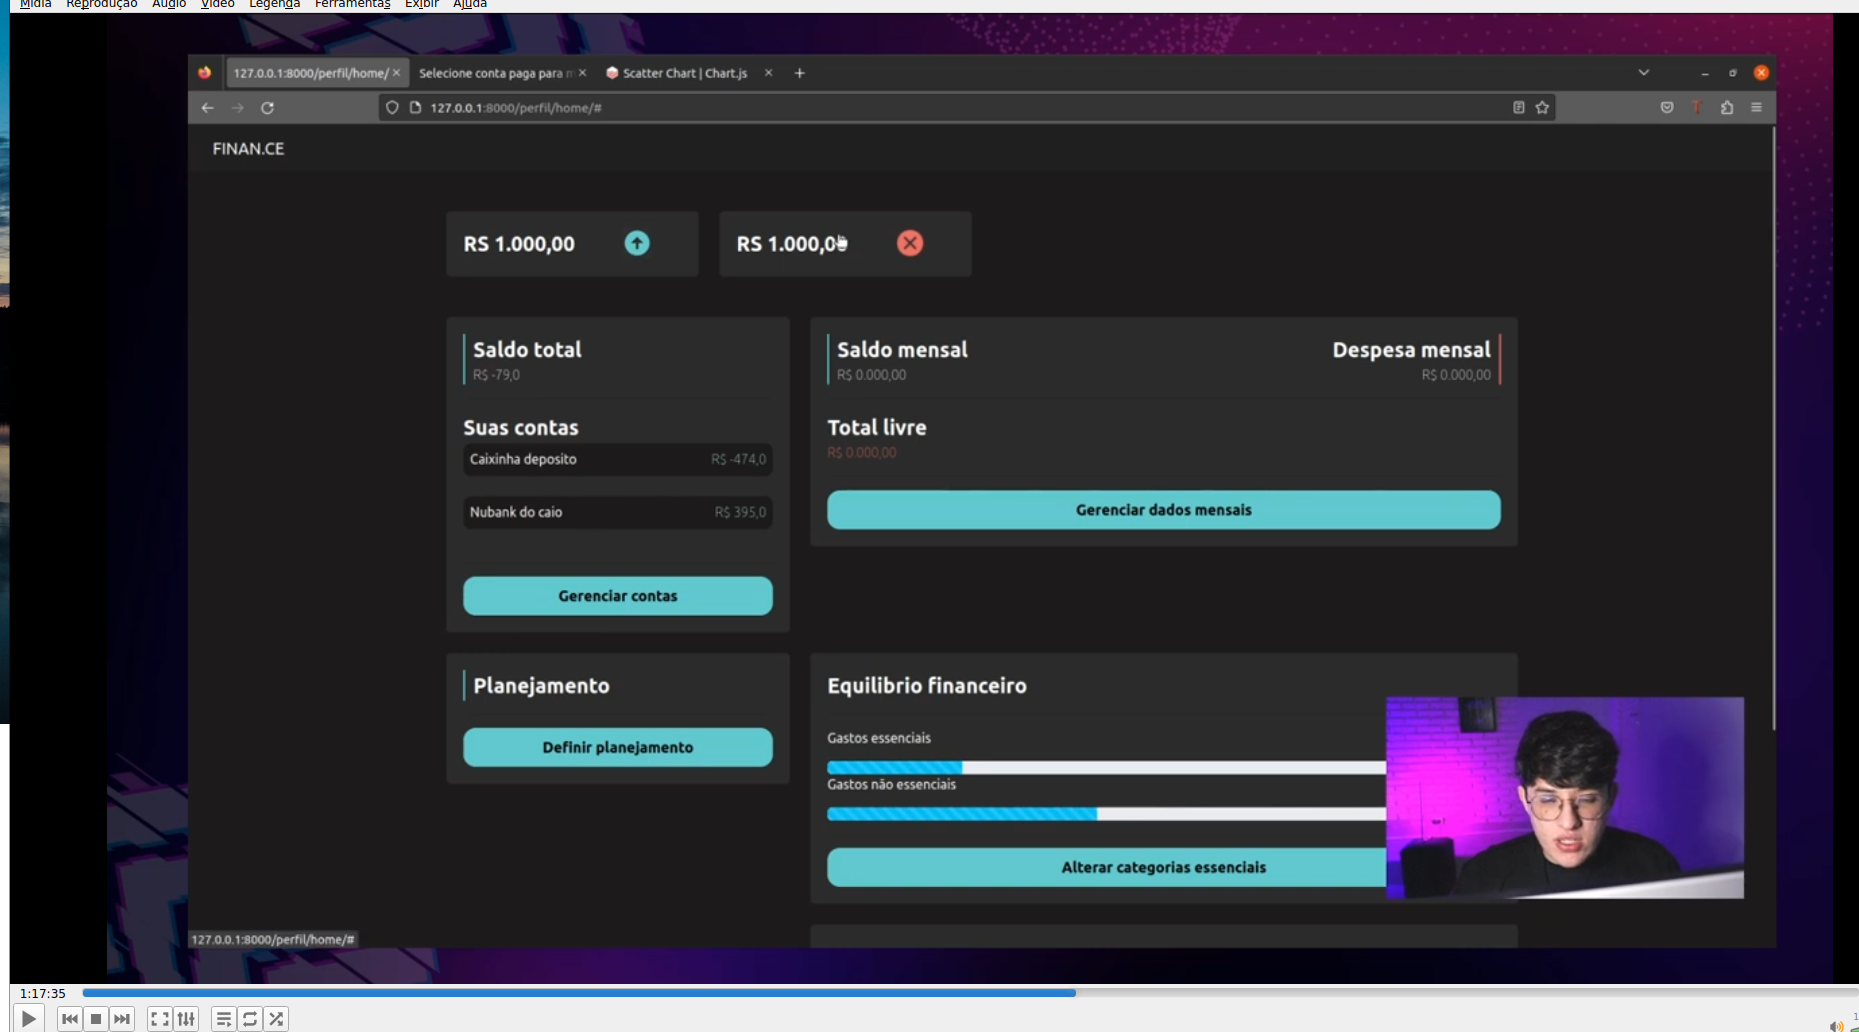 Mídia Reprodução Áudio Vídeo Legenda Ferramentas Exibir Ajuda
127.0.0.1:8000/perfil/home/ Selecione conta paga para m Scatter Chart | Chart.js
127.0.0.1:8000/perfil/home/#
FINAN.CE
RS 1.000,00
RS 1.000,00
Saldo total
R$ -79,0
Suas contas
Caixinha deposito R$ -474,0
Nubank do caio R$ 395,0
Gerenciar contas
Saldo mensal Despesa mensal
R$ 0.000,00 R$ 0.000,00
Total livre
R$ 0.000,00
Gerenciar dados mensais
Planejamento
Definir planejamento
Equilibrio financeiro
Gastos essenciais
Gastos não essenciais
Alterar categorias essenciais
127.0.0.1:8000/perfil/home/#
1:17:35